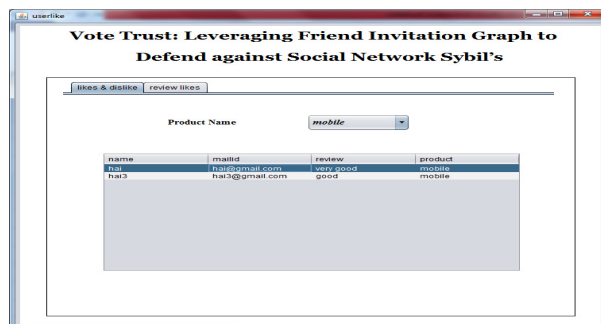 userlike
Vote Trust: Leveraging Friend Invitation Graph to
Defend against Social Network Sybil's
likes & dislike review likes
Product Name mobile
name mailid review product
hai hai@gmail.com very good mobile
hai3 hai3@gmail.com good mobile